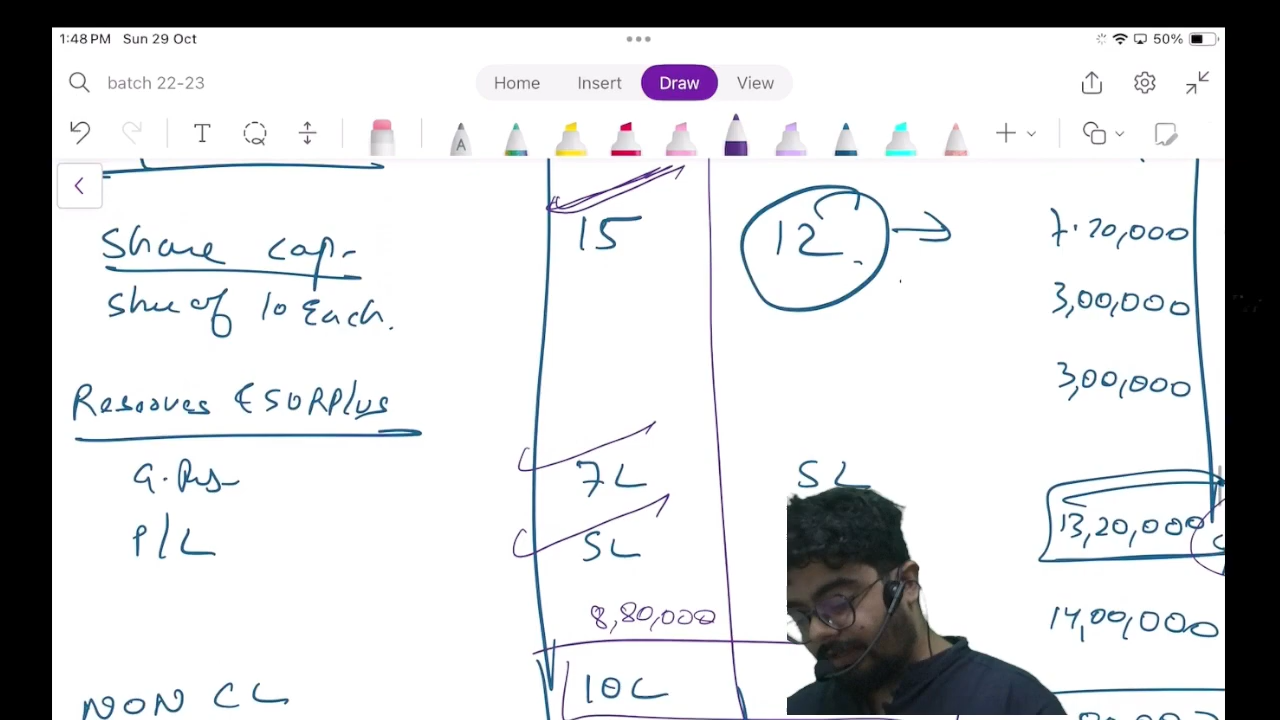 1:48 PM Sun 29 Oct
50%
batch 22-23
Home Insert Draw View
T
A
Share cap-
15 12 → 7.20,000
Share of 10 Each.
3,00,000
3,00,000
Reserves & SURPlus
G. Res
7L 5L
P/L
5L 13,20,000
8,80,000 14,00,000
NON CL
10L